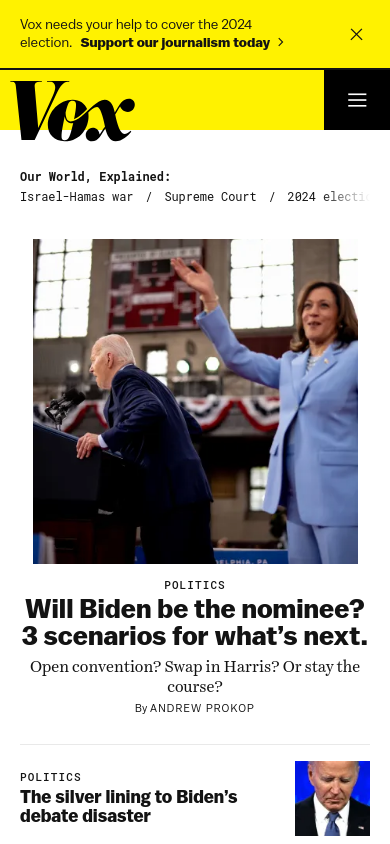 Vox needs your help to cover the 2024
election. Support our journalism today
Vox
Our World, Explained:
Israel-Hamas war / Supreme Court / 2024 electi
DELPHIA, PA
POLITICS
Will Biden be the nominee?
3 scenarios for what’s next.
Open convention? Swap in Harris? Or stay the
course?
By ANDREW PROKOP
POLITICS
The silver lining to Biden’s
debate disaster